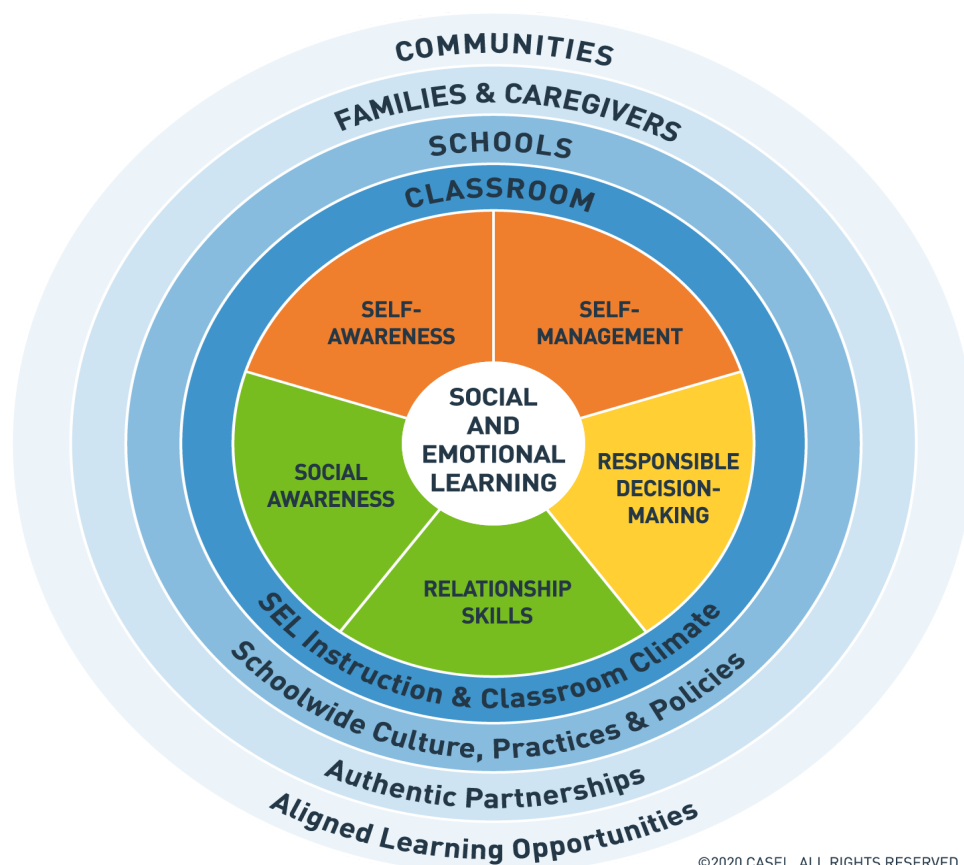 COMMUNITIES
FAMILIES & CAREGIVERS
SCHOOLS
CLASSROOM
SELF-
AWARENESS
SELF-
MANAGEMENT
SOCIAL
AND
EMOTIONAL
LEARNING
SOCIAL
AWARENESS
RESPONSIBLE
DECISION-
MAKING
RELATIONSHIP
SKILLS
SEL Instruction & Classroom Climate
Schoolwide Culture, Practices & Policies
Authentic Partnerships
Aligned Learning Opportunities
©2020 CASEL. ALL RIGHTS RESERVED.